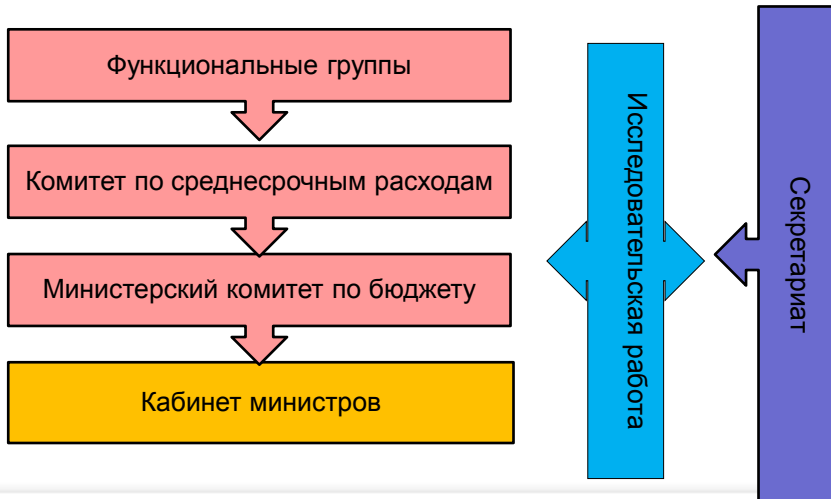 Функциональные группы
Комитет по среднесрочным расходам
Министерский комитет по бюджету
Кабинет министров
Исследовательская работа
Секретариат